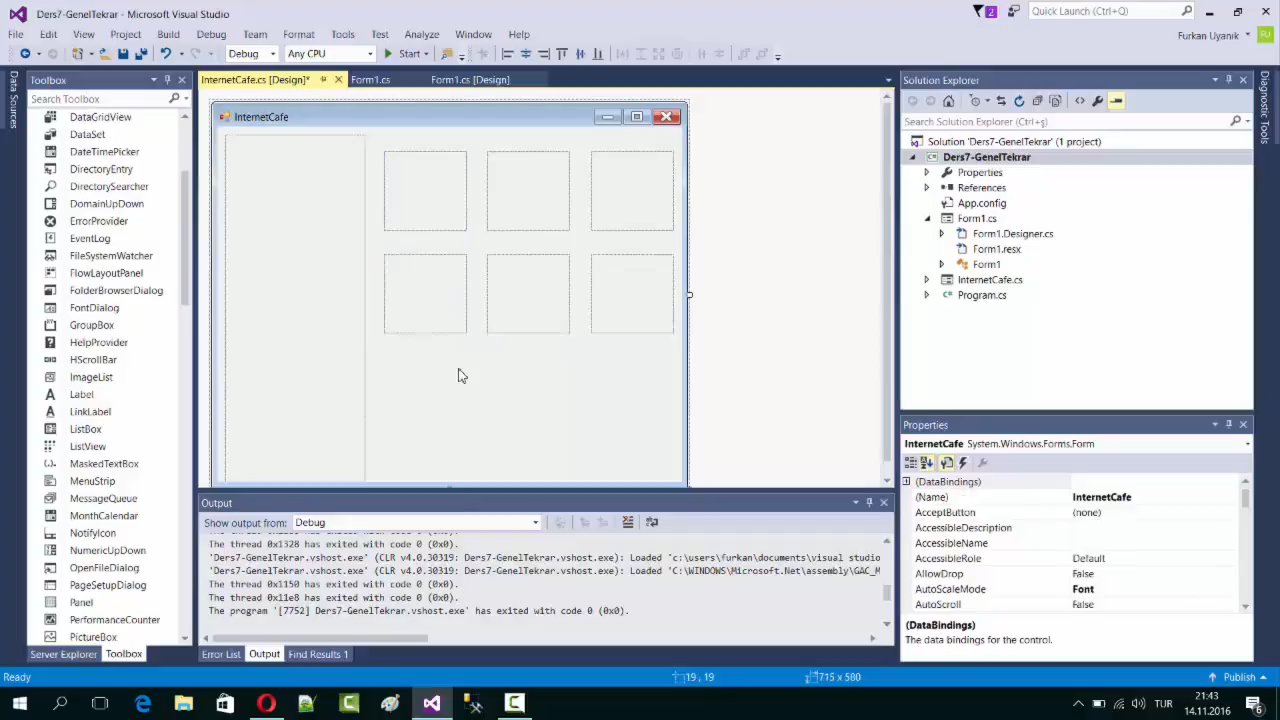 Ders7-GenelTekrar - Microsoft Visual Studio
2
Quick Launch (Ctrl+Q)
File Edit View Project Build Debug Team Format Tools Test Analyze Window Help
Furkan Uyanik
FU
Debug Any CPU Start
Data Sources
Toolbox
Search Toolbox
DataGridView
DataSet
DateTimePicker
DirectoryEntry
DirectorySearcher
DomainUpDown
ErrorProvider
EventLog
FileSystemWatcher
FlowLayoutPanel
FolderBrowserDialog
FontDialog
GroupBox
HelpProvider
HScrollBar
ImageList
Label
LinkLabel
ListBox
ListView
MaskedTextBox
MenuStrip
MessageQueue
MonthCalendar
NotifyIcon
NumericUpDown
OpenFileDialog
PageSetupDialog
Panel
PerformanceCounter
PictureBox
Server Explorer Toolbox
InternetCafe.cs [Design]* Form1.cs Form1.cs [Design]
InternetCafe
Output
Show output from: Debug
The thread 0x1328 has exited with code 0 (0x0).
'Ders7-GenelTekrar.vshost.exe' (CLR v4.0.30319: Ders7-GenelTekrar.vshost.exe): Loaded 'c:\users\furkan\documents\visual studio
'Ders7-GenelTekrar.vshost.exe' (CLR v4.0.30319: Ders7-GenelTekrar.vshost.exe): Loaded 'C:\WINDOWS\Microsoft.Net\assembly\GAC_M
The thread 0x1150 has exited with code 0 (0x0).
The thread 0x11e8 has exited with code 0 (0x0).
The program '[7752] Ders7-GenelTekrar.vshost.exe' has exited with code 0 (0x0).
Error List Output Find Results 1
Solution Explorer
Search Solution Explorer (Ctrl+ş)
Solution 'Ders7-GenelTekrar' (1 project)
Ders7-GenelTekrar
Properties
References
App.config
Form1.cs
Form1.Designer.cs
Form1.resx
Form1
InternetCafe.cs
Program.cs
Diagnostic Tools
Properties
InternetCafe System.Windows.Forms.Form
(DataBindings)
(Name) InternetCafe
AcceptButton (none)
AccessibleDescription
AccessibleName
AccessibleRole Default
AllowDrop False
AutoScaleMode Font
AutoScroll False
(DataBindings)
The data bindings for the control.
Ready 19 , 19 715 x 580 Publish
TUR
21:43
14.11.2016
6